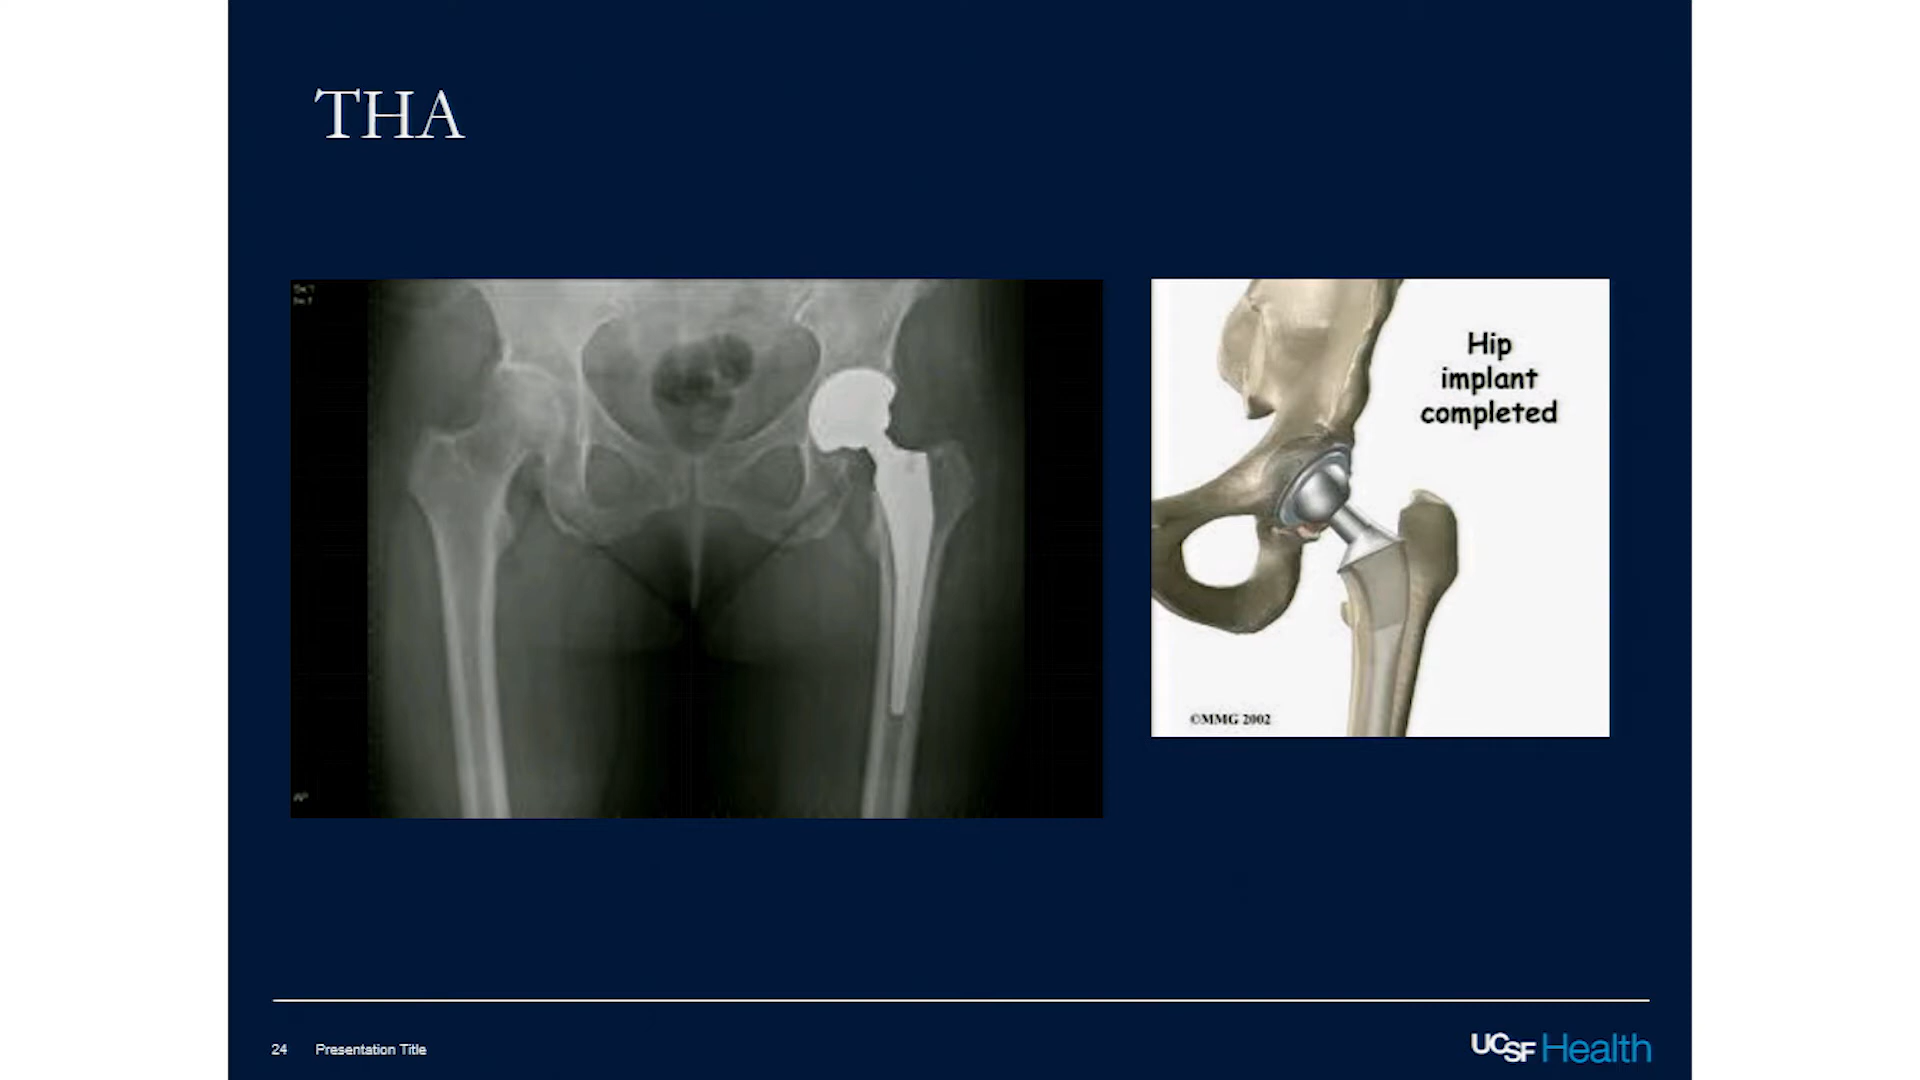 THA
Hip
implant
completed
©MMG 2002
24 Presentation Title
UCSF Health